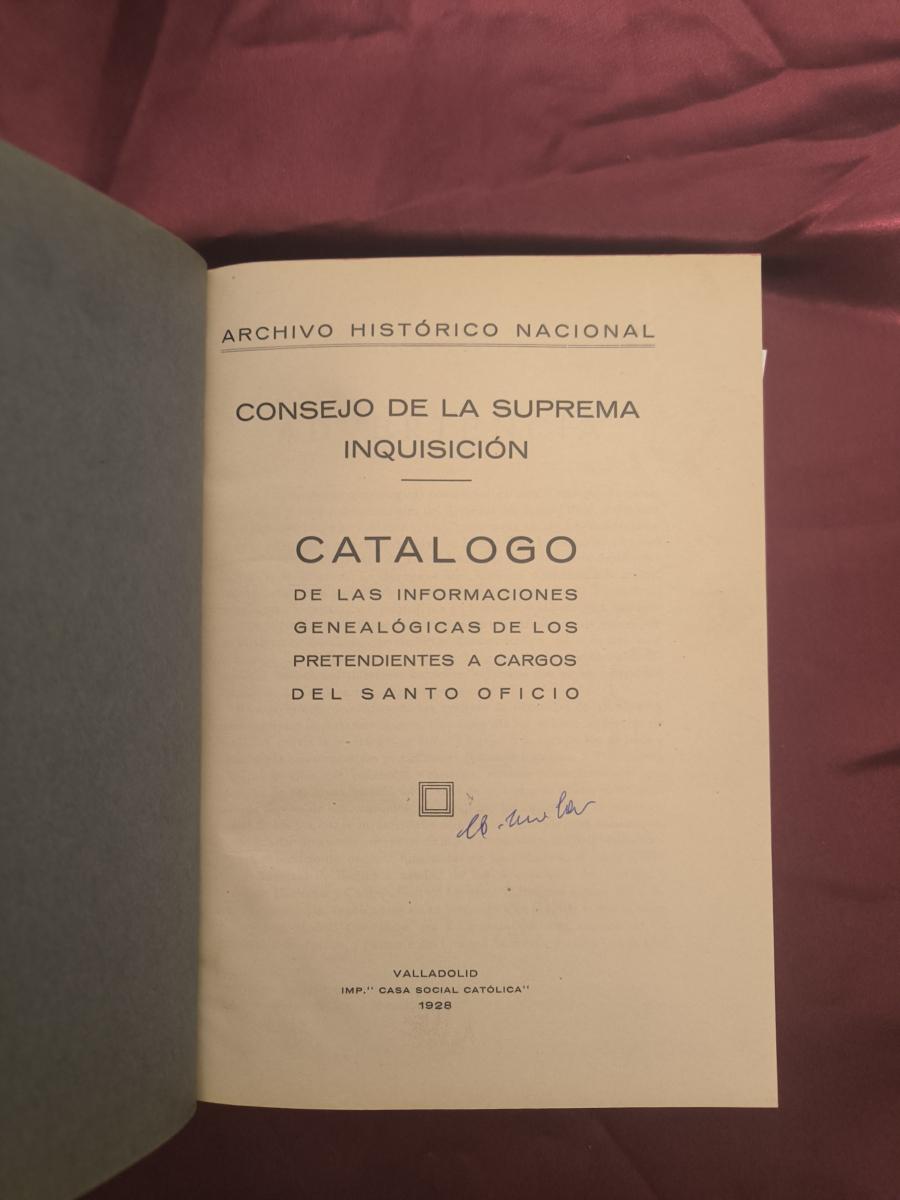 ARCHIVO HISTÓRICO NACIONAL
CONSEJO DE LA SUPREMA
INQUISICIÓN
CATALOGO
DE LAS INFORMACIONES
GENEALÓGICAS DE LOS
PRETENDIENTES A CARGOS
DEL SANTO OFICIO
VALLADOLID
IMP." CASA SOCIAL CATÓLICA"
1928